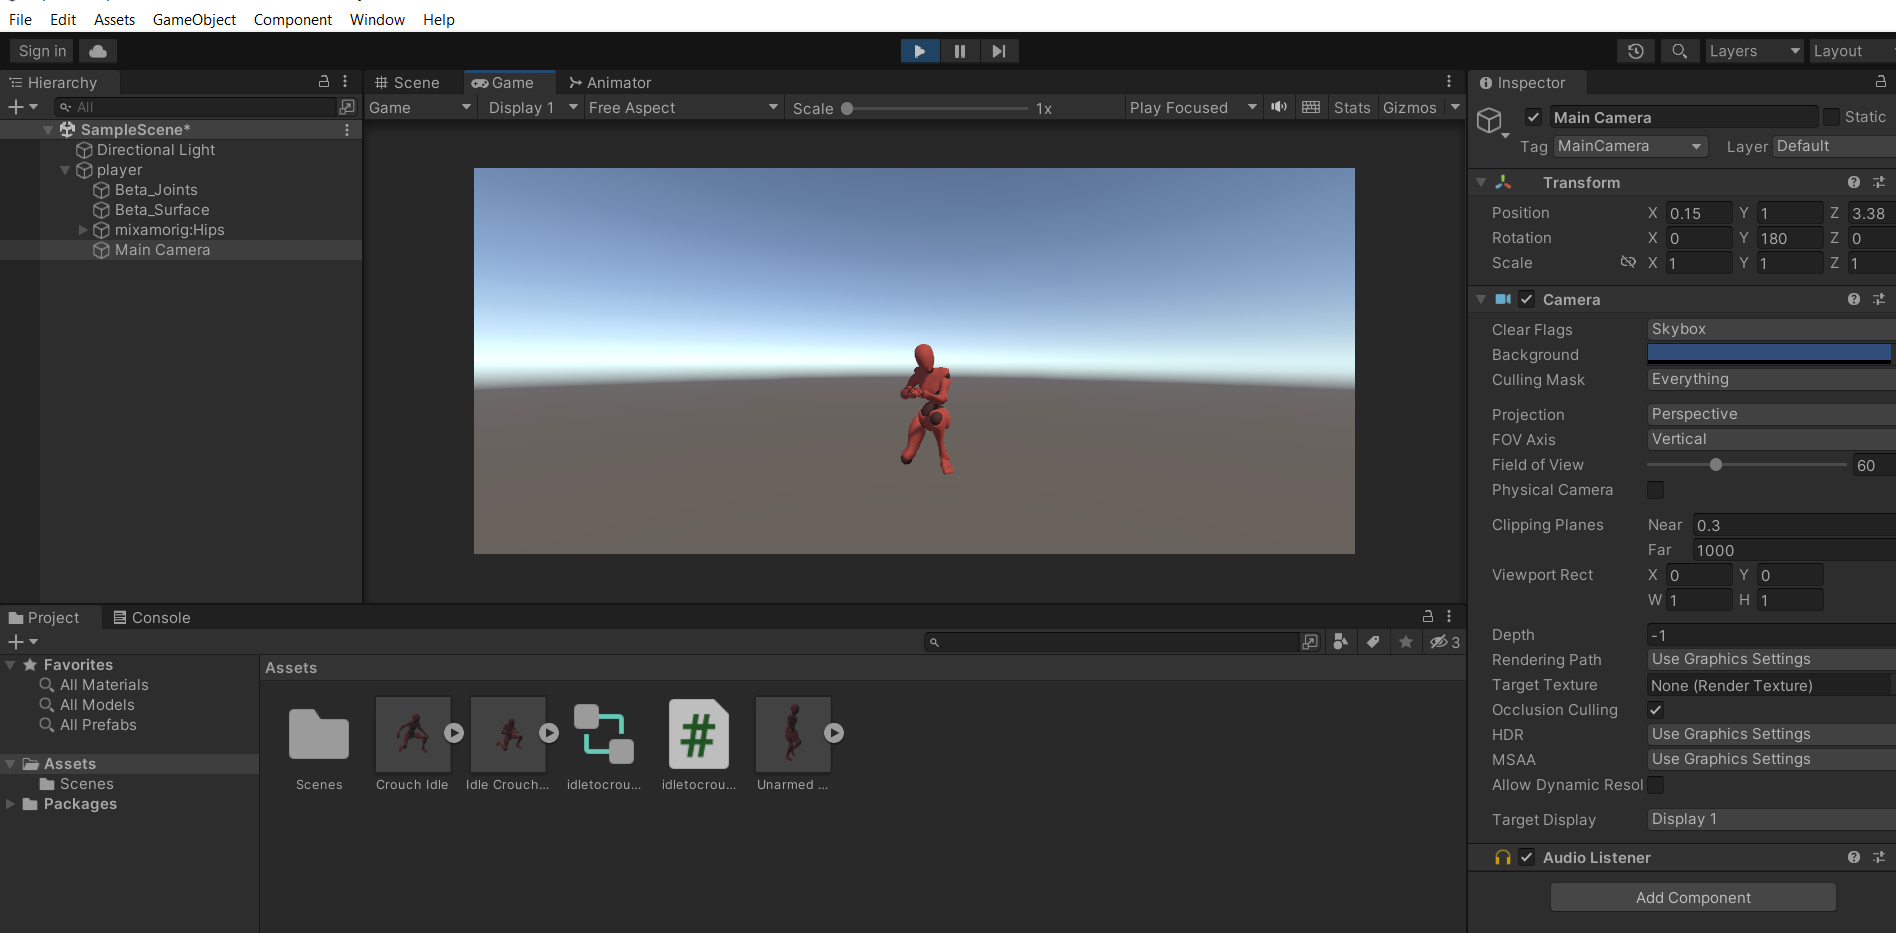 File Edit Assets GameObject Component Window Help
Sign in
Layers
Layout
Hierarchy
All
SampleScene*
Directional Light
player
Beta_Joints
Beta_Surface
mixamorig:Hips
Main Camera
Scene Game Animator
Game Display 1 Free Aspect Scale 1x Play Focused Stats Gizmos
Inspector
Main Camera Static
Tag MainCamera Layer Default
Transform
Position X 0.15 Y 1 Z 3.38
Rotation X 0 Y 180 Z 0
Scale X 1 Y 1 Z 1
Camera
Clear Flags Skybox
Background
Culling Mask Everything
Projection Perspective
FOV Axis Vertical
Field of View 60
Physical Camera
Clipping Planes Near 0.3
Far 1000
Viewport Rect X 0 Y 0
W 1 H 1
Depth -1
Rendering Path Use Graphics Settings
Target Texture None (Render Texture)
Occlusion Culling
HDR Use Graphics Settings
MSAA Use Graphics Settings
Allow Dynamic Resol
Target Display Display 1
Audio Listener
Add Component
Project Console
3
Favorites
All Materials
All Models
All Prefabs
Assets
Scenes
Packages
Assets
Scenes Crouch Idle Idle Crouch... idletocrou... idletocrou... Unarmed ...